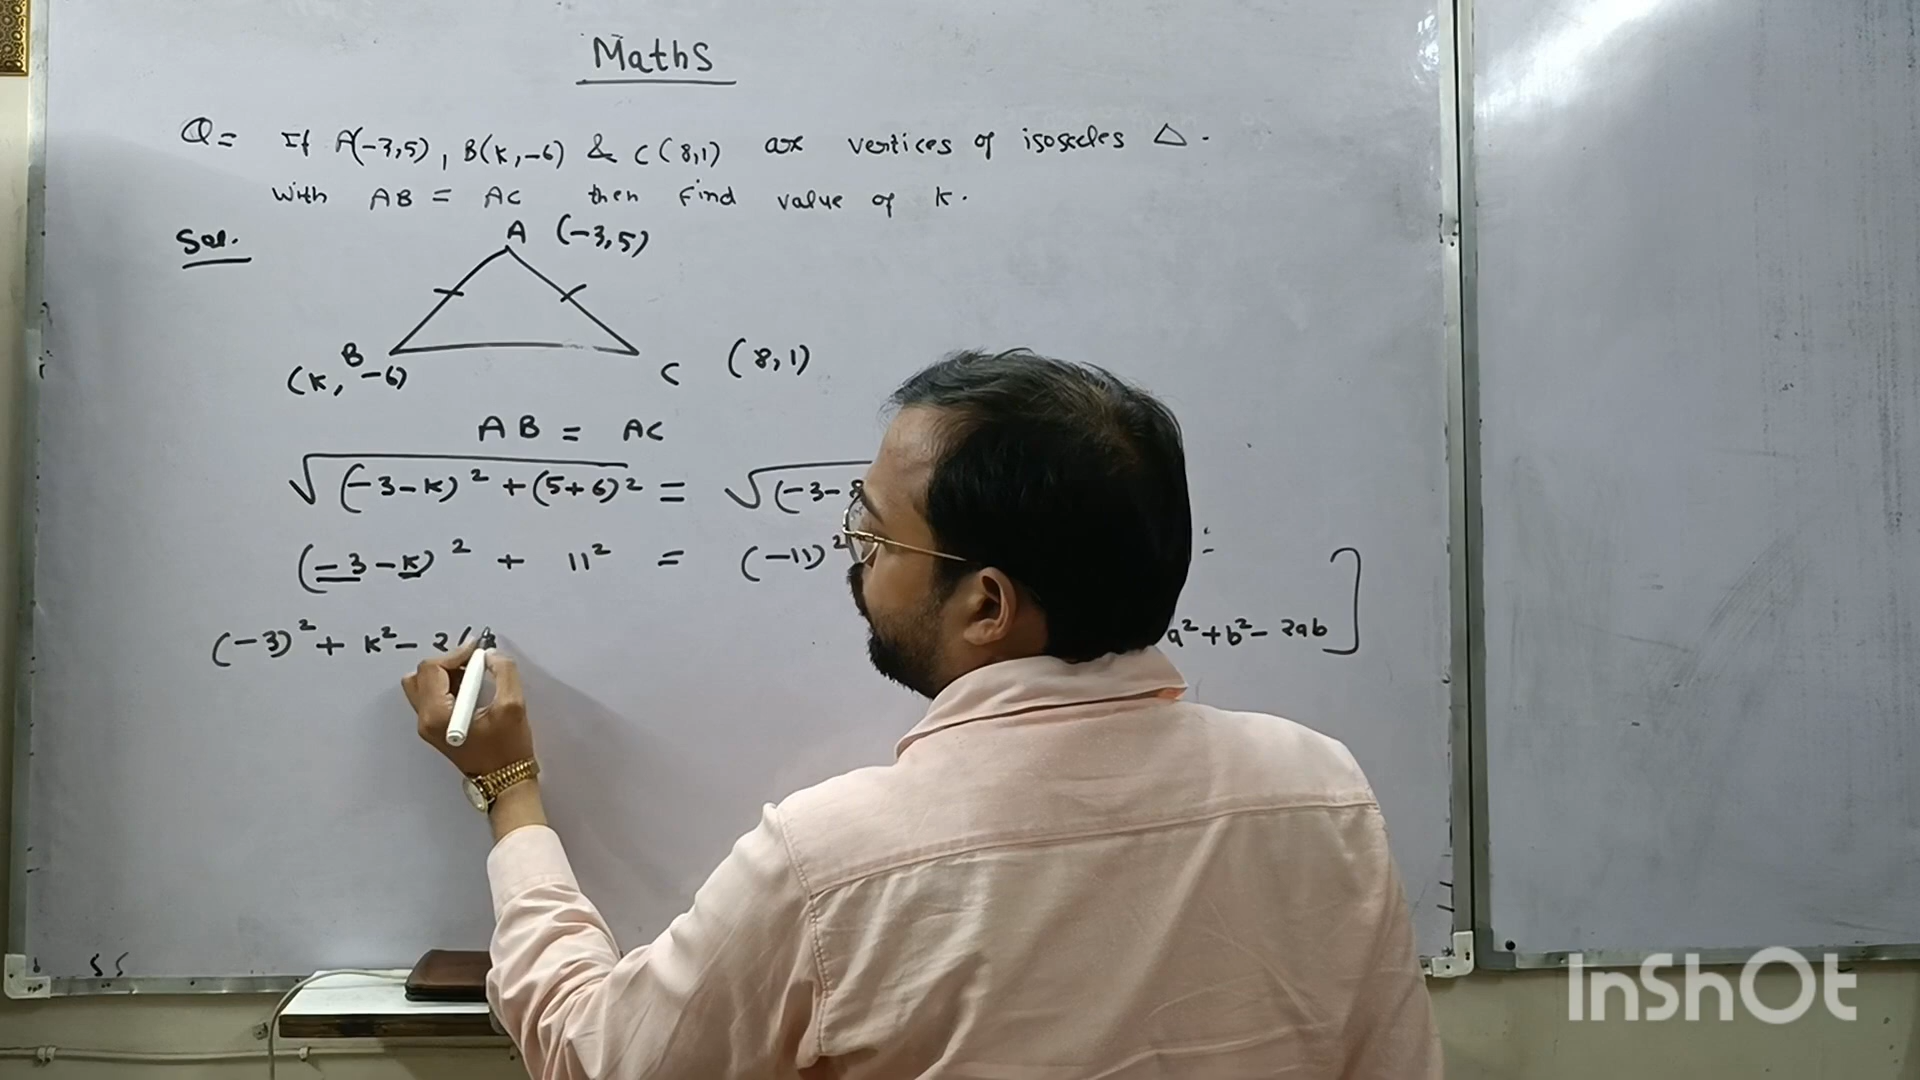 Maths
Q= If A(-3,5), B(k,-6) & C(8,1) are vertices of isosceles △.
With AB = AC then find value of k.
Sol.
A (-3,5)
B
(k, -6)
C (8,1)
AB = AC
√(-3-k)² + (5+6)² = √(-3-8
(-3-k)² + 11² = (-11)²
(-3)² + k² - 2(
a²+b²-2ab]
SS
InShOt